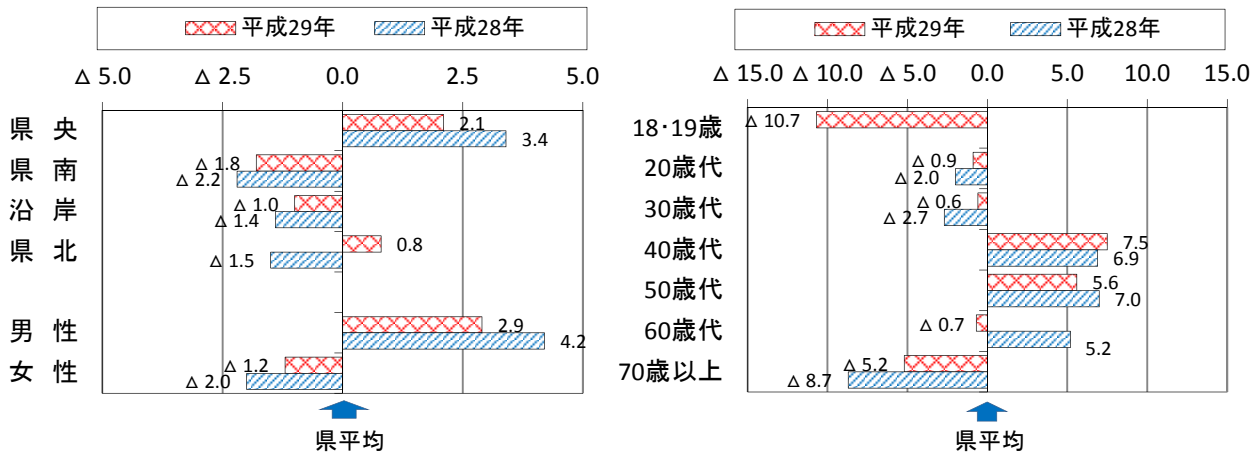 平成29年 平成28年
△ 5.0 △ 2.5 0.0 2.5 5.0
県 央 2.1
3.4
県 南 △ 1.8
△ 2.2
沿 岸 △ 1.0
△ 1.4
県 北 0.8
△ 1.5
男 性 2.9
4.2
女 性 △ 1.2
△ 2.0
県平均
平成29年 平成28年
△ 15.0 △ 10.0 △ 5.0 0.0 5.0 10.0 15.0
18・19歳 △ 10.7
20歳代 △ 0.9
△ 2.0
30歳代 △ 0.6
△ 2.7
40歳代 7.5
6.9
50歳代 5.6
7.0
60歳代 △ 0.7
5.2
70歳以上 △ 5.2
△ 8.7
県平均